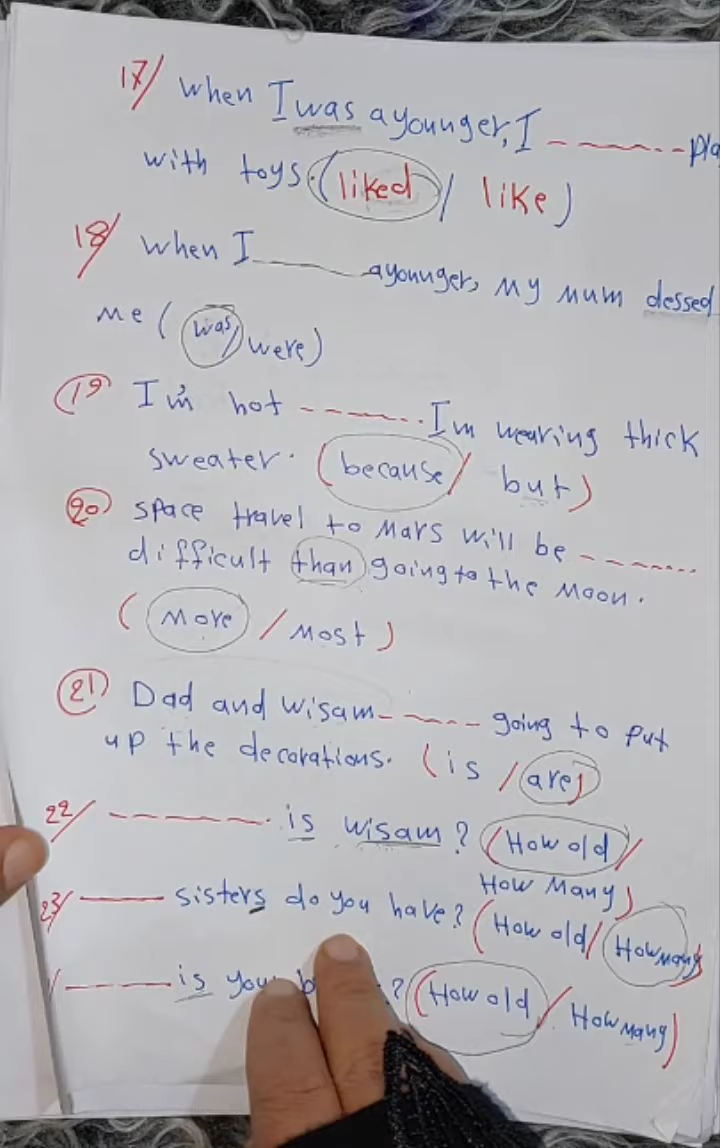 17/ when I was a younger, I ------- pla
with toys. (liked / like)
18/ when I ______ a younger, my mum dessed
me (was/ were)
(19) I'm hot ------- I'm wearing thick
sweater. (because / but)
(20) space travel to Mars will be -------
difficult than going to the Moon.
( More / Most )
(21) Dad and Wisam ------ going to put
up the decorations. (is / are)
22/ -------- is wisam? (How old /
How Many)
23/ ------ sisters do you have? (How old/ How many)
/ ------- is you ? (How old / How Many)